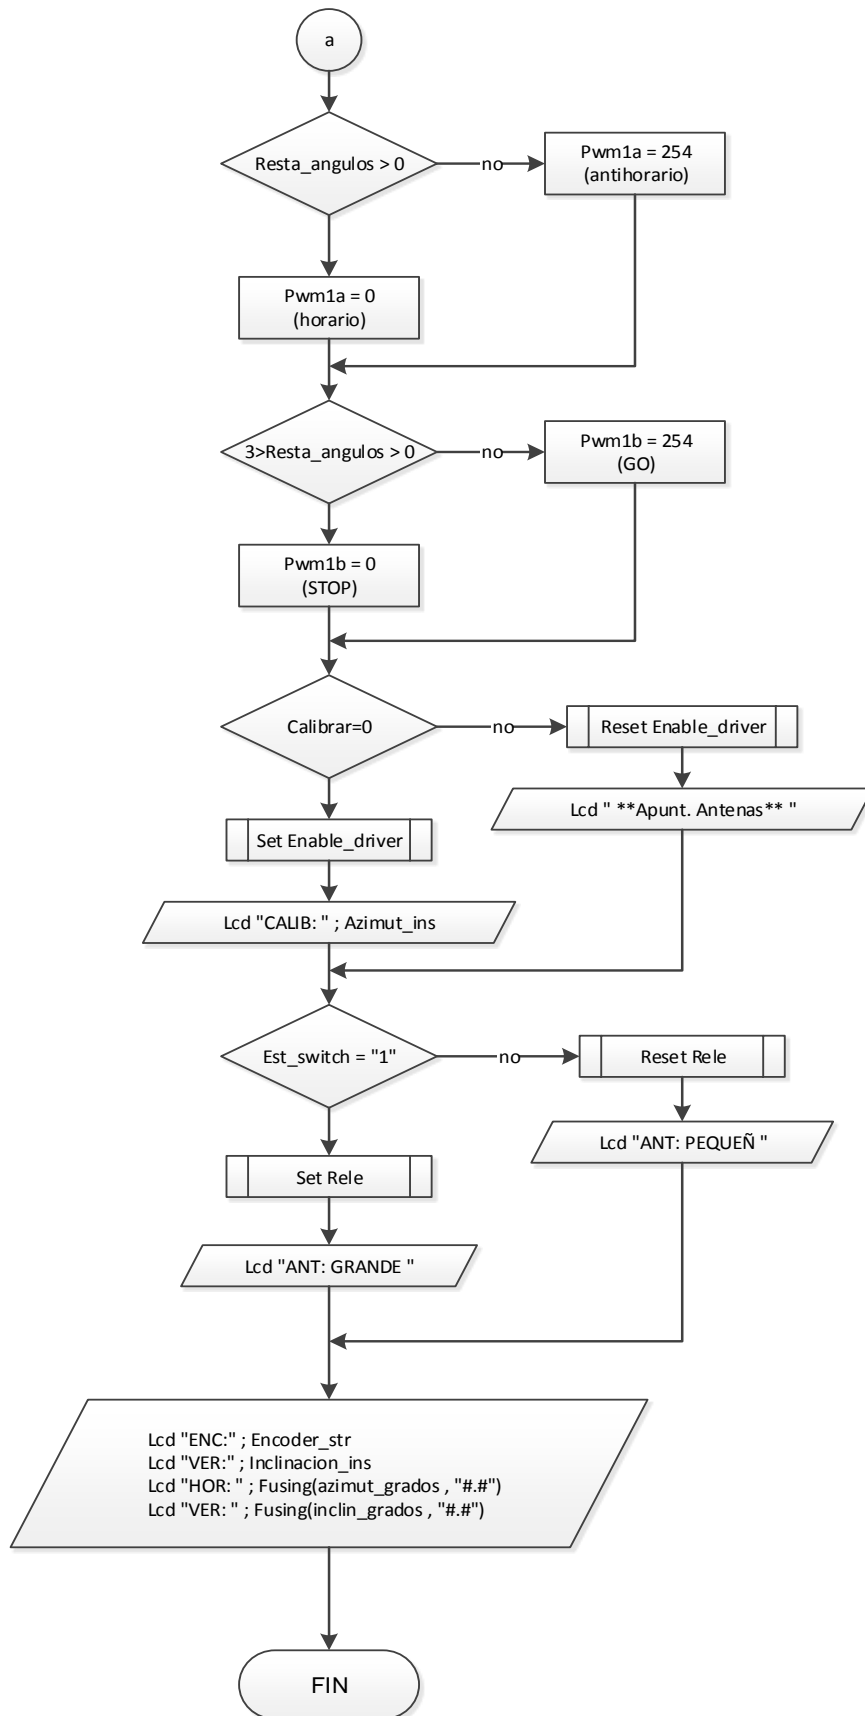 a
Resta_angulos > 0
no
Pwm1a = 254
(antihorario)
Pwm1a = 0
(horario)
3>Resta_angulos > 0
no
Pwm1b = 254
(GO)
Pwm1b = 0
(STOP)
Calibrar=0
no
Reset Enable_driver
Lcd " **Apunt. Antenas** "
Set Enable_driver
Lcd "CALIB: " ; Azimut_ins
Est_switch = "1"
no
Reset Rele
Lcd "ANT: PEQUEÑ "
Set Rele
Lcd "ANT: GRANDE "
Lcd "ENC:" ; Encoder_str
Lcd "VER:" ; Inclinacion_ins
Lcd "HOR: " ; Fusing(azimut_grados , "#.#")
Lcd "VER: " ; Fusing(inclin_grados , "#.#")
FIN